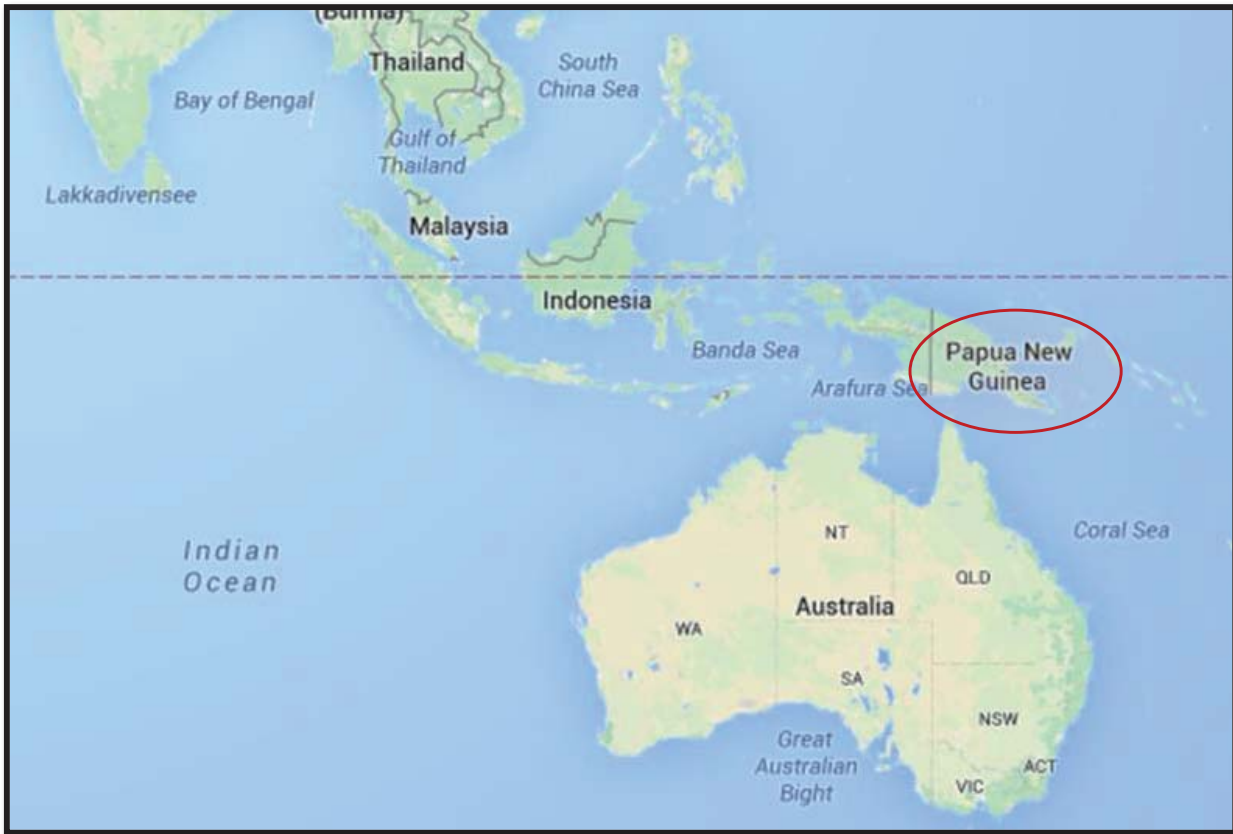 (Burma)
Thailand
South
China Sea
Bay of Bengal
Gulf of
Thailand
Lakkadivensee
Malaysia
Indonesia
Banda Sea
Papua New
Guinea
Arafura Sea
Coral Sea
NT
Indian
Ocean
QLD
Australia
WA
SA
NSW
Great
Australian
Bight
ACT
VIC